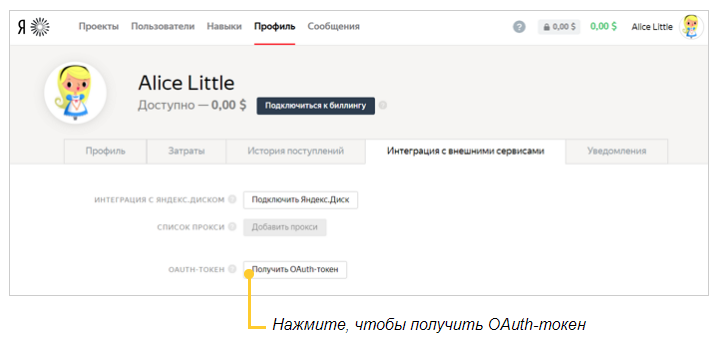 Я Проекты Пользователи Навыки Профиль Сообщения ? 0,00 $ 0,00 $ Alice Little
Alice Little
Доступно — 0,00 $ Подключиться к биллингу ?
Профиль Затраты История поступлений Интеграция с внешними сервисами Уведомления
ИНТЕГРАЦИЯ С ЯНДЕКС.ДИСКОМ ? Подключить Яндекс.Диск
СПИСОК ПРОКСИ ? Добавить прокси
OAUTH-ТОКЕН ? Получить OAuth-токен
Нажмите, чтобы получить OAuth-токен